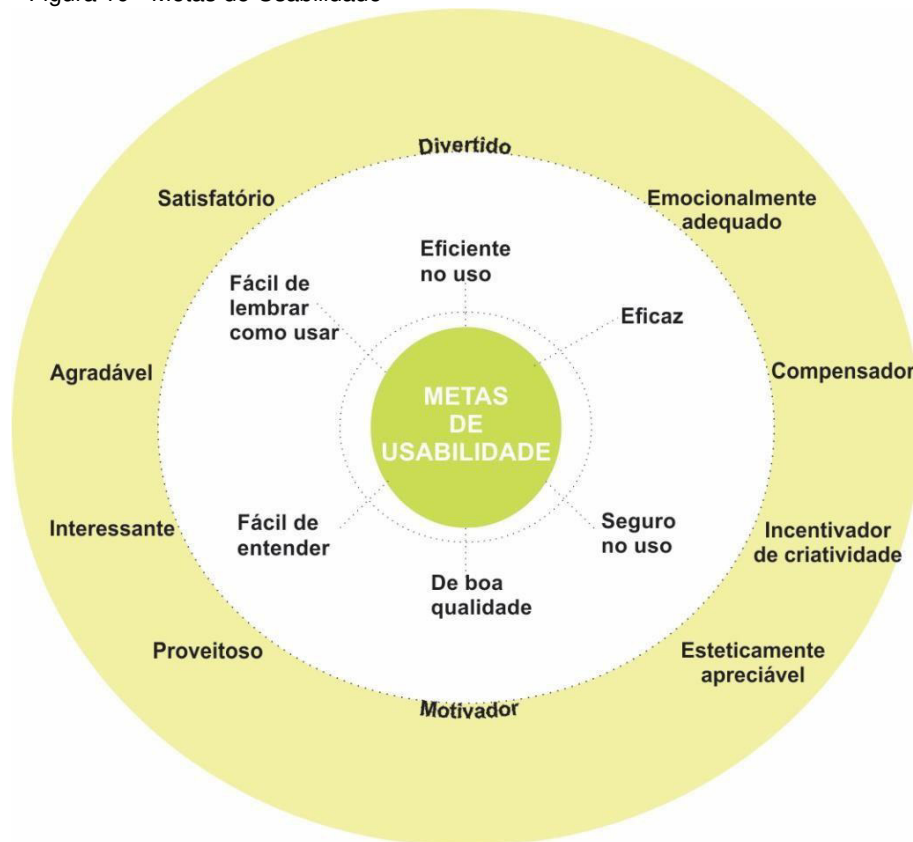 Divertido
Satisfatório
Emocionalmente
adequado
Eficiente
no uso
Fácil de
lembrar
como usar
Eficaz
Agradável
Compensador
METAS
DE
USABILIDADE
Interessante
Fácil de
entender
Seguro
no uso
Incentivador
de criatividade
De boa
qualidade
Proveitoso
Esteticamente
apreciável
Motivador